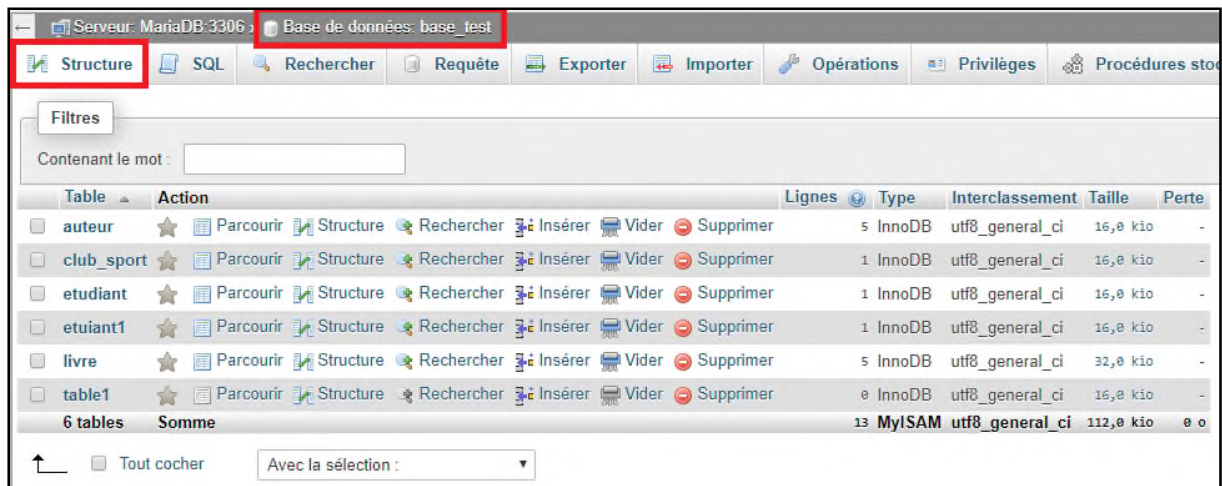 Serveur: MariaDB:3306 » Base de données: base_test
Structure SQL Rechercher Requête Exporter Importer Opérations Privilèges Procédures stoc
Filtres
Contenant le mot :
Table Action Lignes Type Interclassement Taille Perte
auteur Parcourir Structure Rechercher Insérer Vider Supprimer 5 InnoDB utf8_general_ci 16,0 kio -
club_sport Parcourir Structure Rechercher Insérer Vider Supprimer 1 InnoDB utf8_general_ci 16,0 kio -
etudiant Parcourir Structure Rechercher Insérer Vider Supprimer 1 InnoDB utf8_general_ci 16,0 kio -
etuiant1 Parcourir Structure Rechercher Insérer Vider Supprimer 1 InnoDB utf8_general_ci 16,0 kio -
livre Parcourir Structure Rechercher Insérer Vider Supprimer 5 InnoDB utf8_general_ci 32,0 kio -
table1 Parcourir Structure Rechercher Insérer Vider Supprimer 0 InnoDB utf8_general_ci 16,0 kio -
6 tables Somme 13 MyISAM utf8_general_ci 112,0 kio 0 o
Tout cocher Avec la sélection :